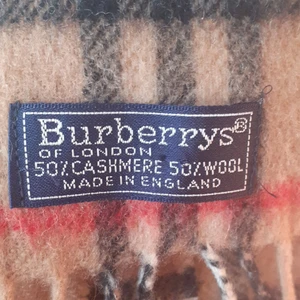 Burberrys®
OF LONDON
50%CASHMERE 50%WOOL
MADE IN ENGLAND